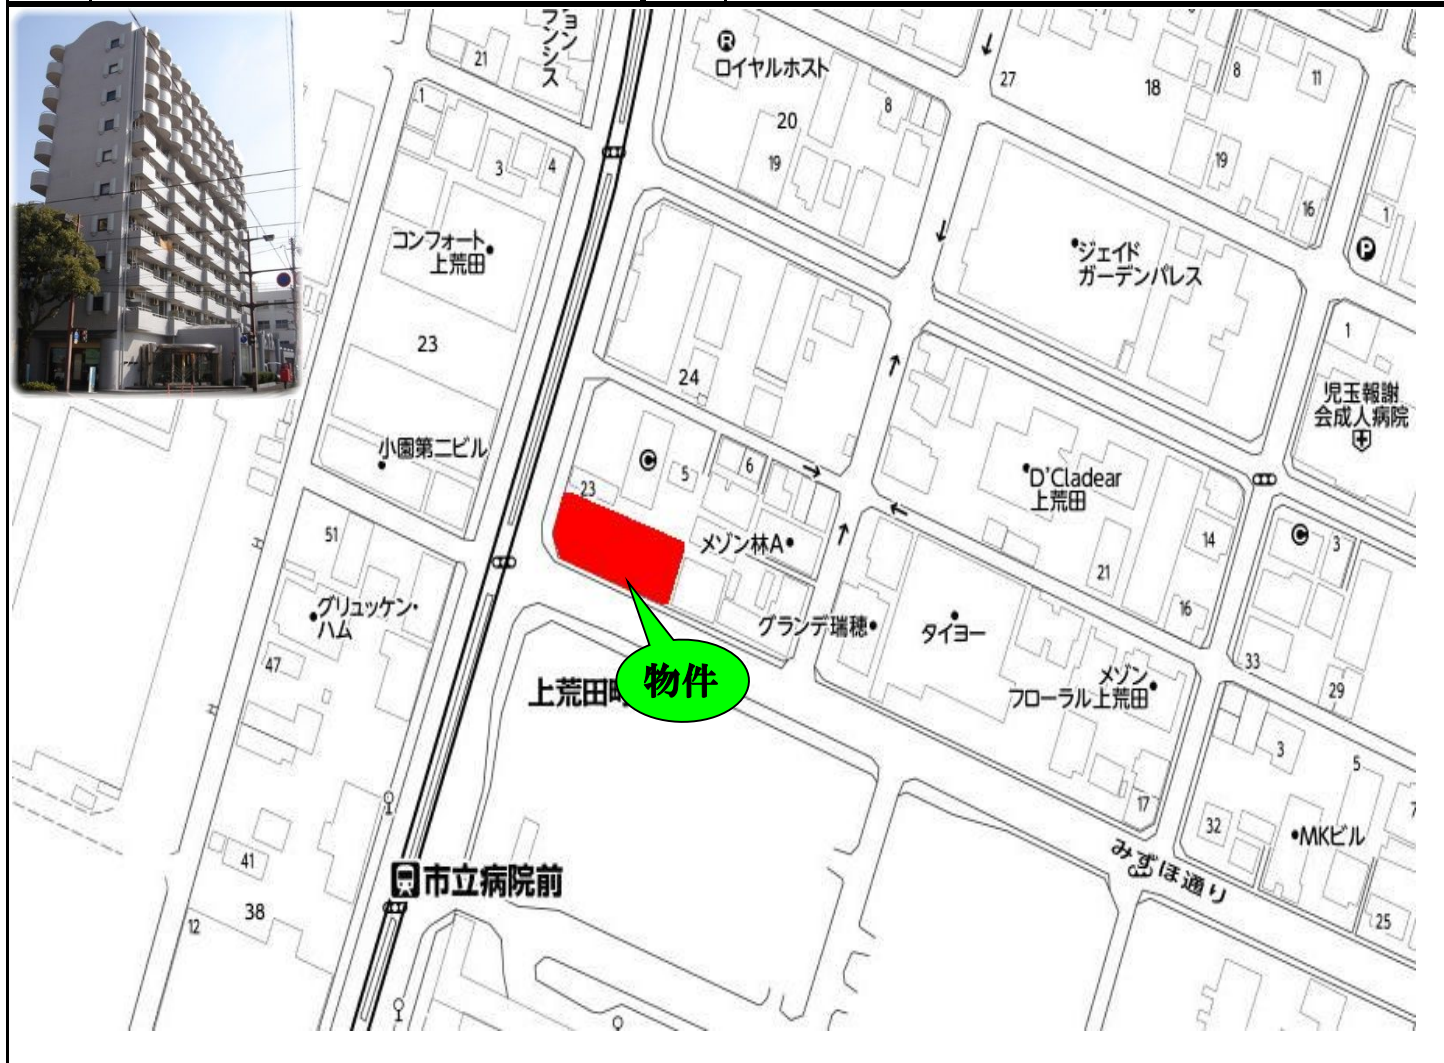 ョン
フランシス
21
R
ロイヤルホスト
20
19
8
27
18
8
11
19
16
1
P
1
3
4
コンフォート
上荒田
23
小園第二ビル
ジェイド
ガーデンパレス
1
児玉報謝
会成人病院
24
C
5
6
23
メゾン林A
D'Cladear
上荒田
14
21
16
C
3
51
グリュッケン・
ハム
47
グランデ瑞穂
タイヨー
メゾン
フローラル上荒田
33
29
物件
上荒田町
3
5
7
17
32
MKビル
みずほ通り
25
41
38
12
市立病院前